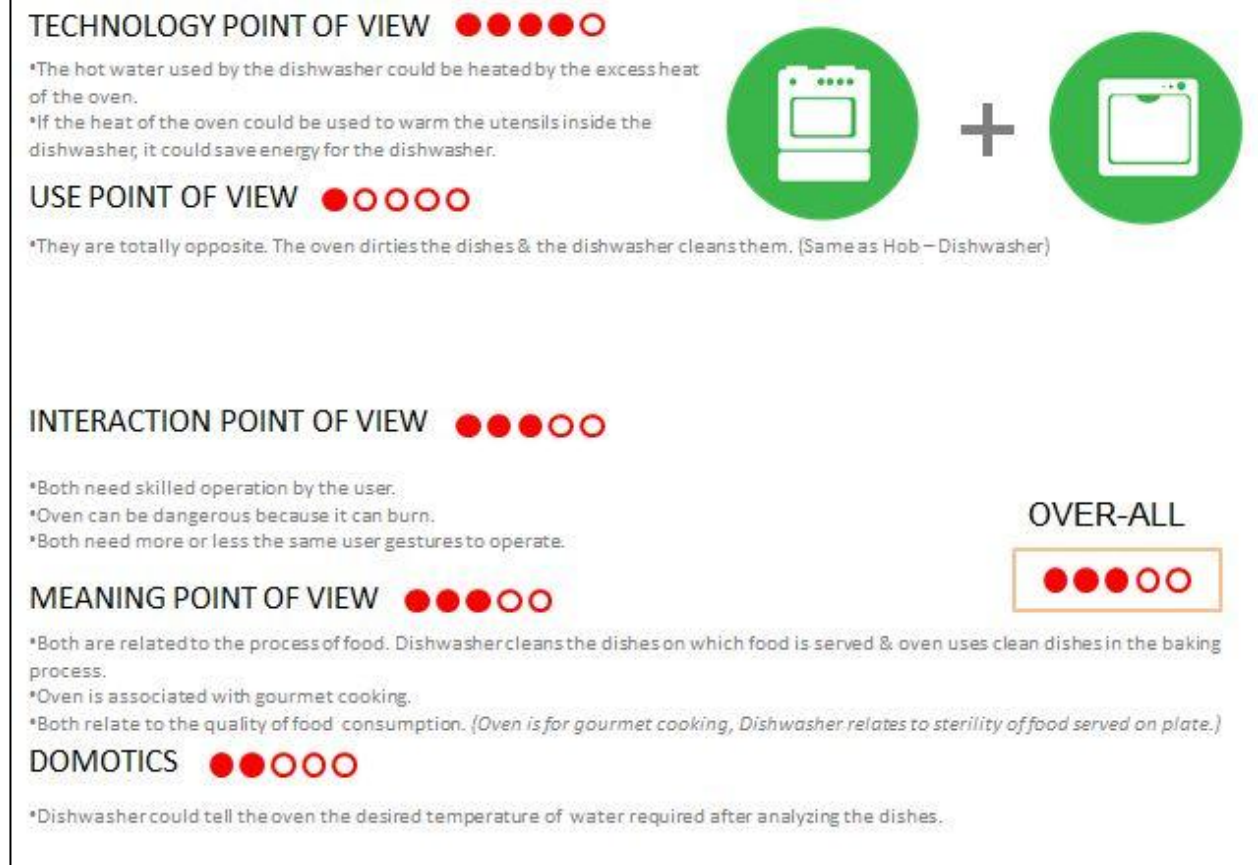 TECHNOLOGY POINT OF VIEW
•The hot water used by the dishwasher could be heated by the excess heat
of the oven.
•If the heat of the oven could be used to warm the utensils inside the
dishwasher, it could save energy for the dishwasher.
+
USE POINT OF VIEW
•They are totally opposite. The oven dirties the dishes & the dishwasher cleans them. (Same as Hob – Dishwasher)
INTERACTION POINT OF VIEW
•Both need skilled operation by the user.
•Oven can be dangerous because it can burn.
•Both need more or less the same user gestures to operate.
OVER-ALL
MEANING POINT OF VIEW
•Both are related to the process of food. Dishwasher cleans the dishes on which food is served & oven uses clean dishes in the baking
process.
•Oven is associated with gourmet cooking.
•Both relate to the quality of food consumption. (Oven is for gourmet cooking, Dishwasher relates to sterility of food served on plate.)
DOMOTICS
•Dishwasher could tell the oven the desired temperature of water required after analyzing the dishes.